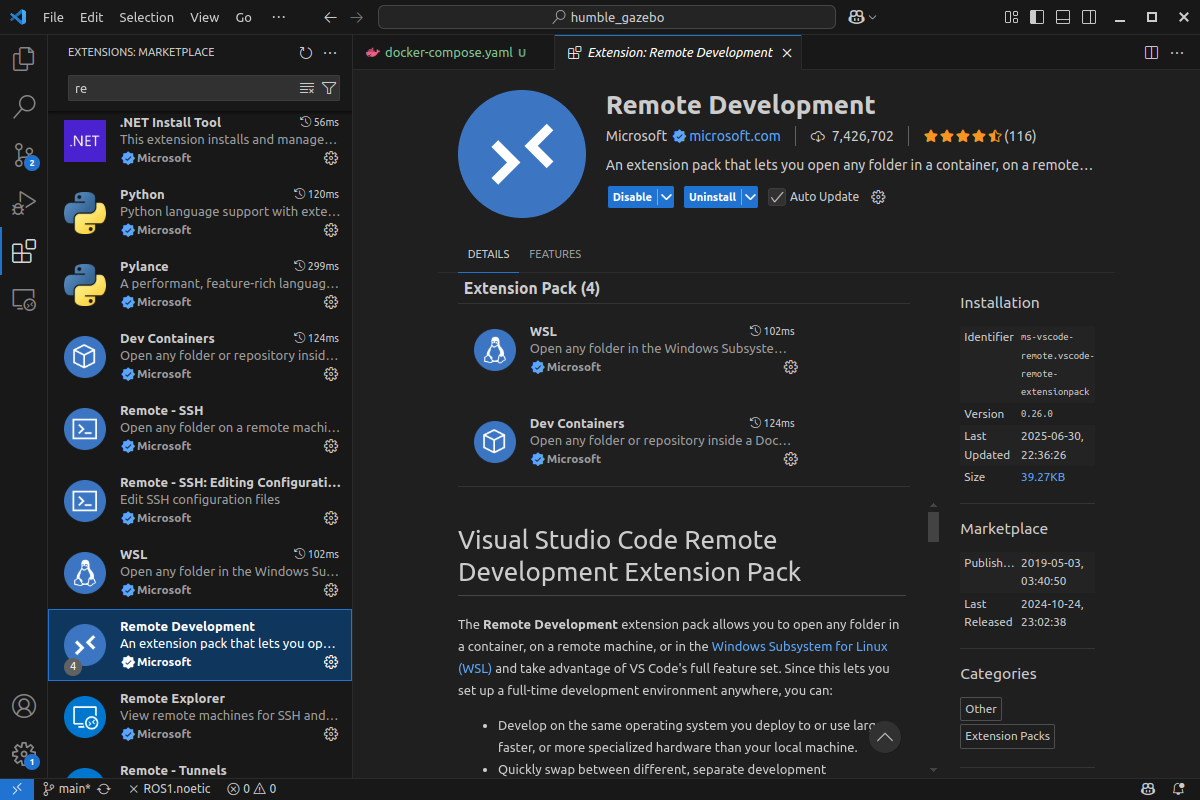 File Edit Selection View Go ··· humble_gazebo
EXTENSIONS: MARKETPLACE
docker-compose.yaml U
Extension: Remote Development
re
.NET
.NET Install Tool 56ms
This extension installs and manage...
Microsoft
Python 120ms
Python language support with exte...
Microsoft
Pylance 299ms
A performant, feature-rich languag...
Microsoft
Dev Containers 124ms
Open any folder or repository insid...
Microsoft
Remote - SSH
Open any folder on a remote machi...
Microsoft
Remote - SSH: Editing Configurati...
Edit SSH configuration files
Microsoft
WSL 102ms
Open any folder in the Windows Su...
Microsoft
Remote Development
An extension pack that lets you op...
Microsoft
4
Remote Explorer
View remote machines for SSH and...
Microsoft
Remote - Tunnels
2
1
Remote Development
Microsoft microsoft.com 7,426,702 (116)
An extension pack that lets you open any folder in a container, on a remote...
Disable Uninstall Auto Update
DETAILS FEATURES
Extension Pack (4)
WSL 102ms
Open any folder in the Windows Subsyste...
Microsoft
Dev Containers 124ms
Open any folder or repository inside a Doc...
Microsoft
Visual Studio Code Remote
Development Extension Pack
The Remote Development extension pack allows you to open any folder in
a container, on a remote machine, or in the Windows Subsystem for Linux
(WSL) and take advantage of VS Code's full feature set. Since this lets you
set up a full-time development environment anywhere, you can:
• Develop on the same operating system you deploy to or use
faster, or more specialized hardware than your local machine.
• Quickly swap between different, separate development
Installation
Identifier ms-vscode-
remote.vscode-
remote-
extensionpack
Version 0.26.0
Last 2025-06-30,
Updated 22:36:26
Size 39.27KB
Marketplace
Publish... 2019-05-03,
03:40:50
Last 2024-10-24,
Released 23:02:38
Categories
Other
Extension Packs
main* ROS1.noetic 0 0